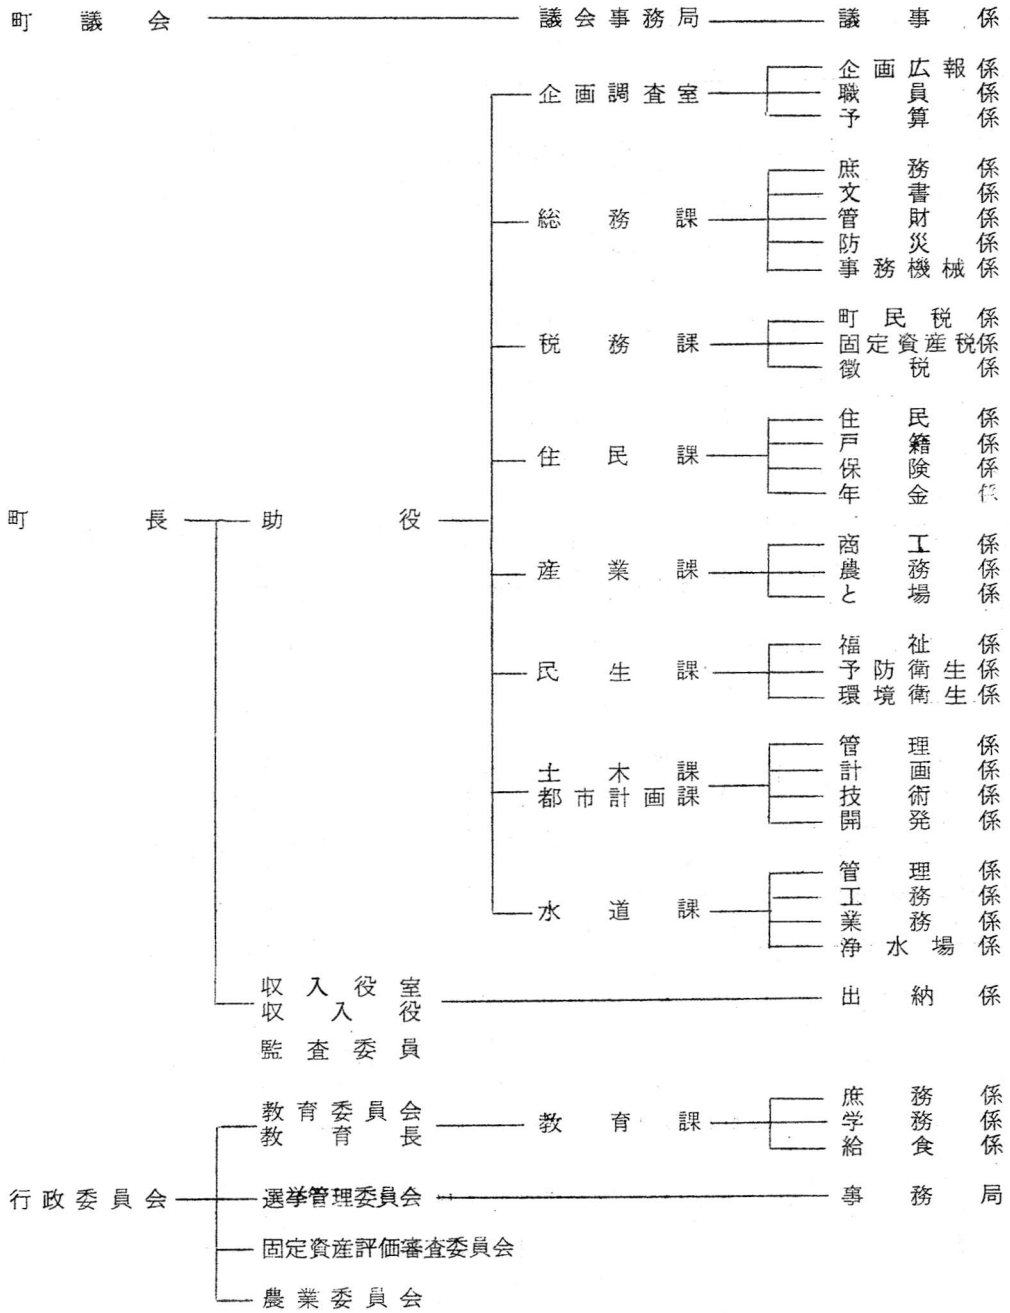 町議会 議会事務局 議事係
企画広報係
企画調査室 職員係
予算係
庶務係
文書係
総務課 管財係
防災係
事務機械係
町民税係
税務課 固定資産税係
徴税係
住民係
戸籍係
住民課 保険係
年金係
町長 助役
商工係
産業課 農務係
と場係
福祉係
民生課 予防衛生係
環境衛生係
管理係
土木課 計画係
都市計画課 技術係
開発係
管理係
工務係
水道課 業務係
浄水場係
収入役室 出納係
収入役
監査委員
庶務係
教育委員会 教育課 学務係
教育長
給食係
行政委員会 選挙管理委員会 事務局
固定資産評価審査委員会
農業委員会